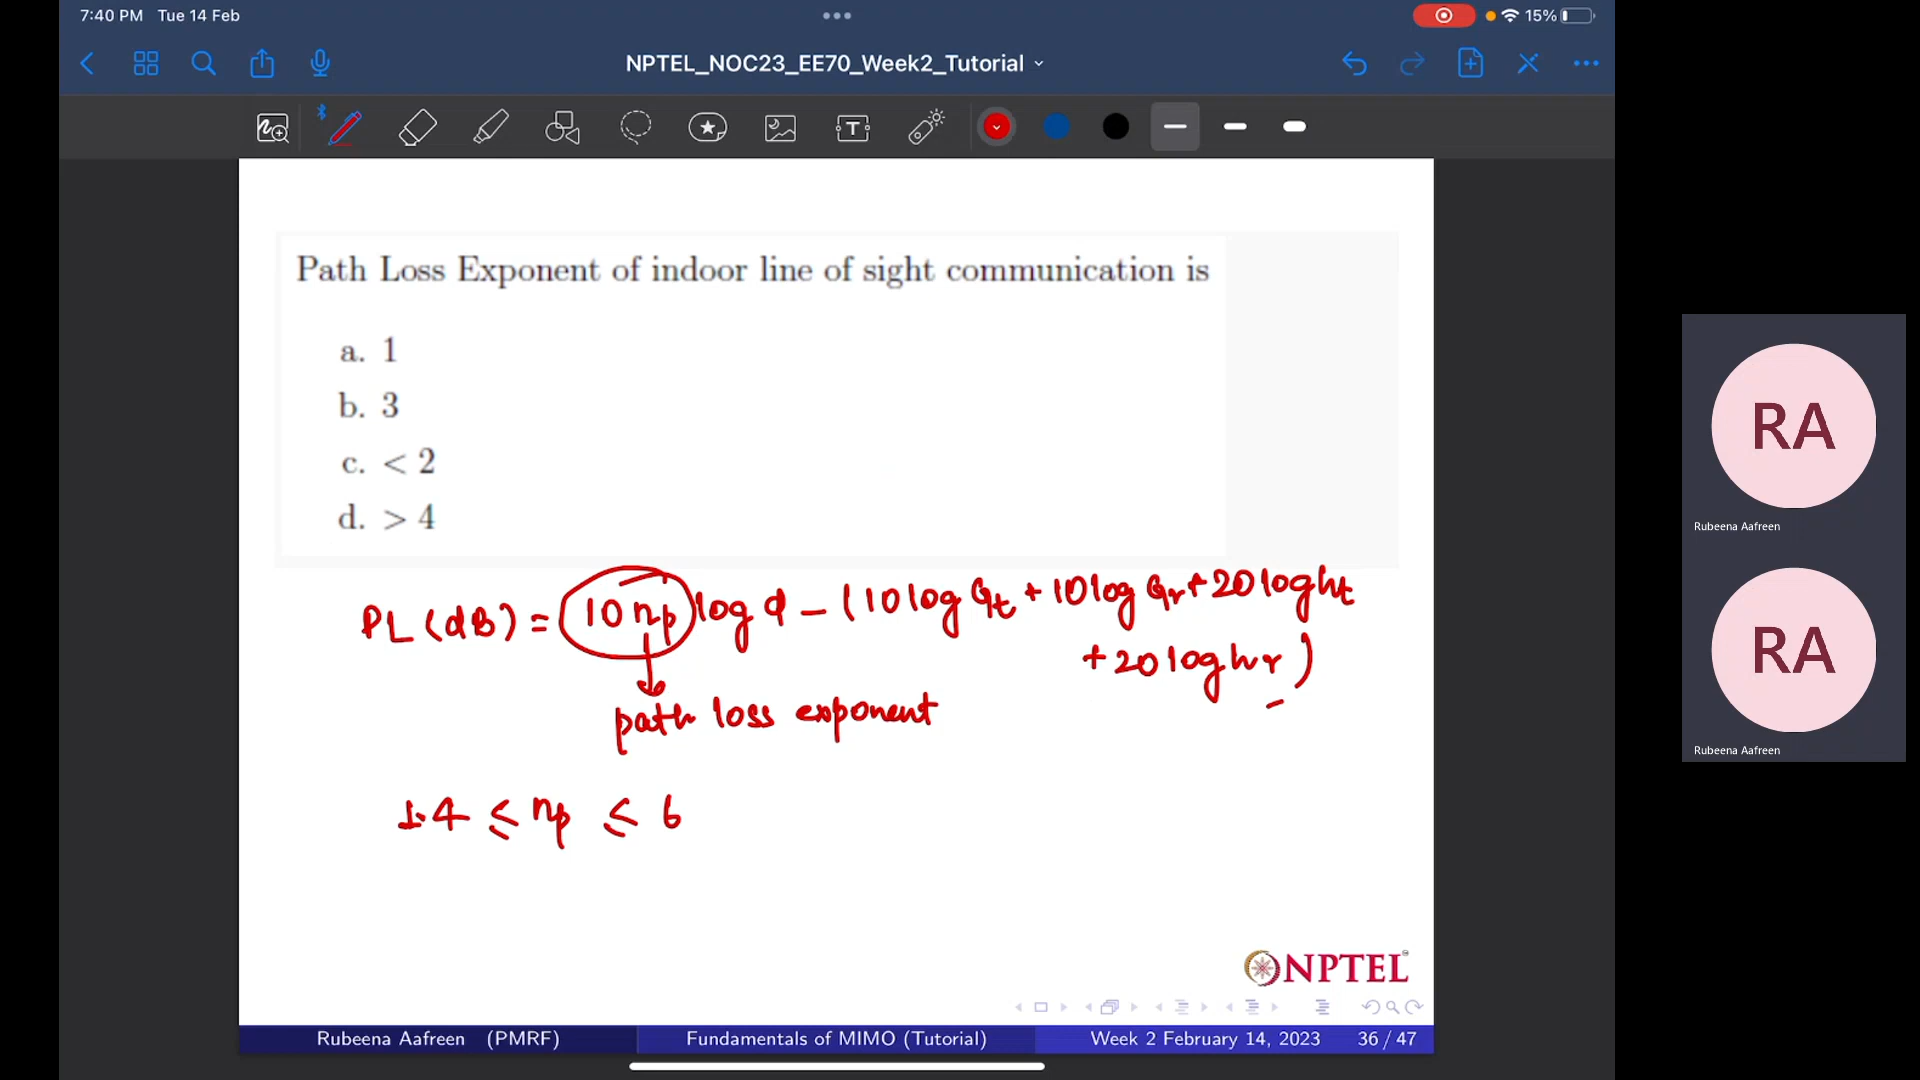 7:40 PM Tue 14 Feb
15%
NPTEL_NOC23_EE70_Week2_Tutorial
T
Path Loss Exponent of indoor line of sight communication is
a. 1
b. 3
c. < 2
d. > 4
PL (dB) = 10 np log d - (10 log Gt + 10 log Gr + 20 log ht
+ 20 log hr)
path loss exponent
1.4 ≤ np ≤ 6
NPTEL
Rubeena Aafreen (PMRF) Fundamentals of MIMO (Tutorial) Week 2 February 14, 2023 36 / 47
RA
Rubeena Aafreen
RA
Rubeena Aafreen